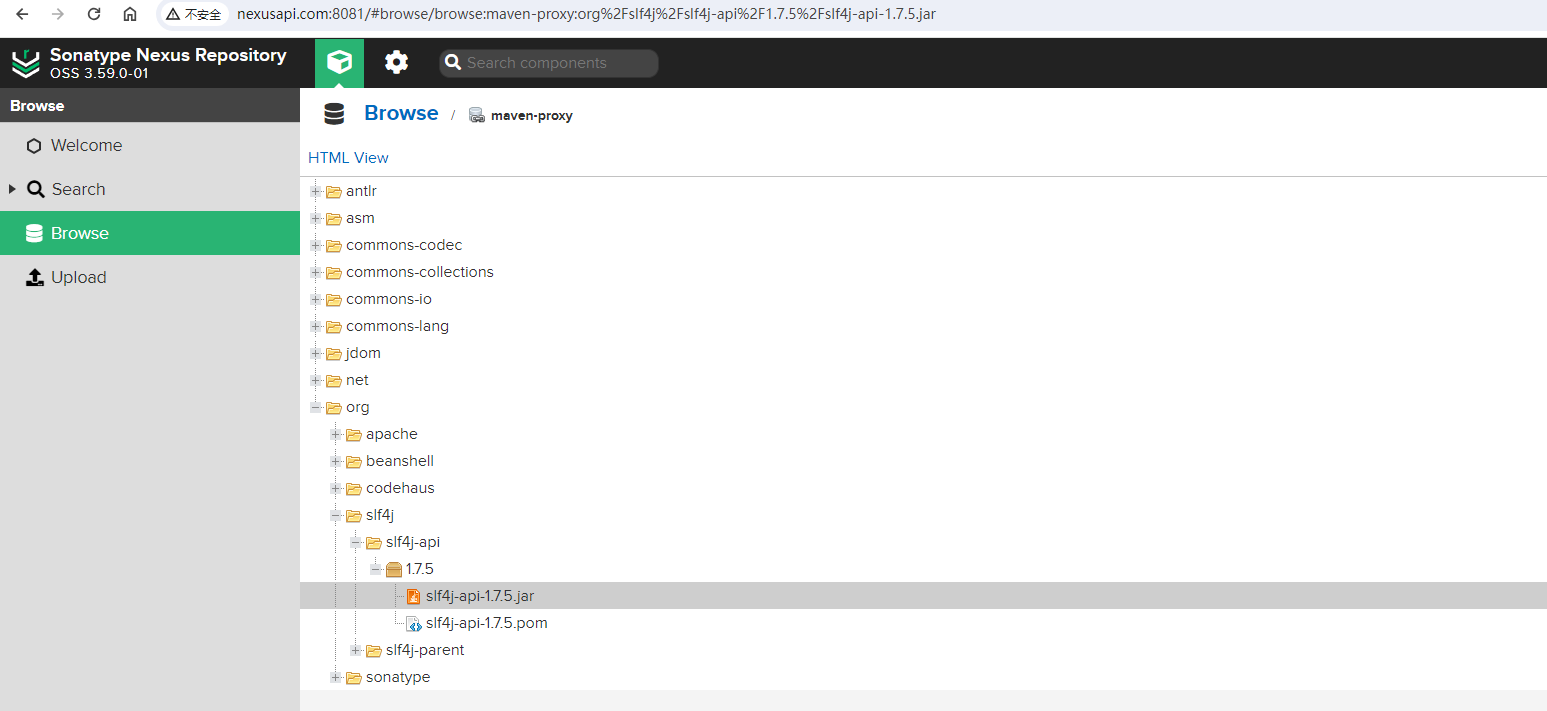 不安全 nexusapi.com:8081/#browse/browse:maven-proxy:org%2Fslf4j%2Fslf4j-api%2F1.7.5%2Fslf4j-api-1.7.5.jar
Sonatype Nexus Repository
OSS 3.59.0-01
Search components
Browse
Welcome
Search
Browse
Upload
Browse / maven-proxy
HTML View
antlr
asm
commons-codec
commons-collections
commons-io
commons-lang
jdom
net
org
apache
beanshell
codehaus
slf4j
slf4j-api
1.7.5
slf4j-api-1.7.5.jar
slf4j-api-1.7.5.pom
slf4j-parent
sonatype